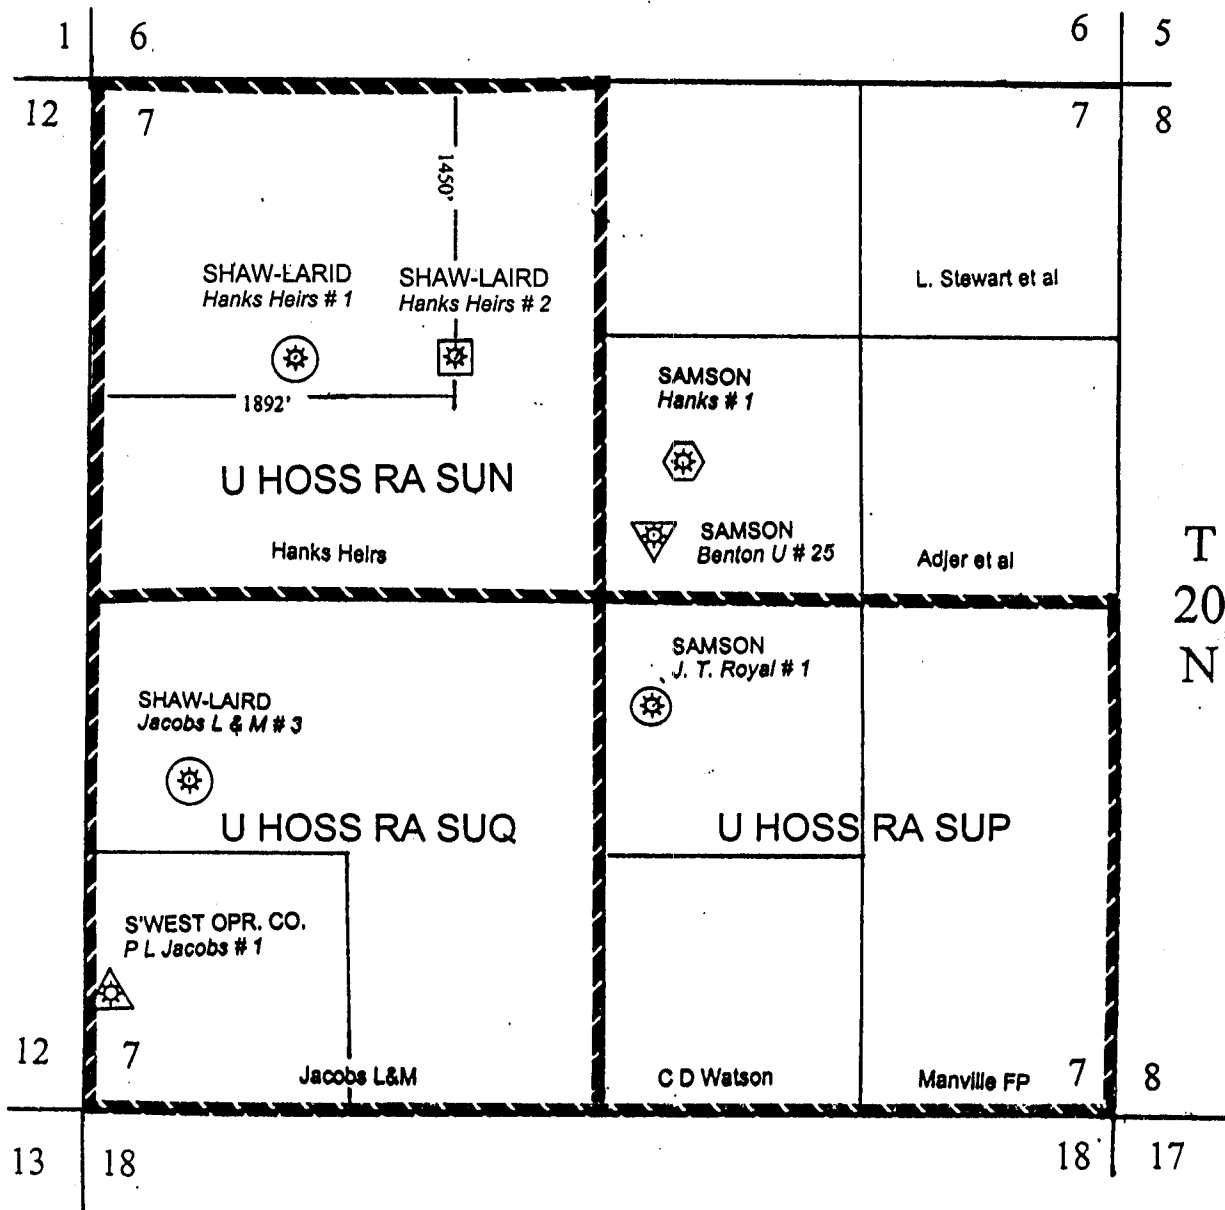 1 6 6 5
12 7 7 8
1450'
SHAW-LARID
Hanks Heirs # 1
SHAW-LAIRD
Hanks Heirs # 2
L. Stewart et al
1892'
SAMSON
Hanks # 1
U HOSS RA SUN
SAMSON
Benton U # 25
Hanks Heirs
Adjer et al
T
20
N
SAMSON
J. T. Royal # 1
SHAW-LAIRD
Jacobs L & M # 3
U HOSS RA SUQ
U HOSS RA SUP
S'WEST OPR. CO.
P L Jacobs # 1
12 7 7 8
Jacobs L&M
C D Watson
Manville FP
13 18 18 17